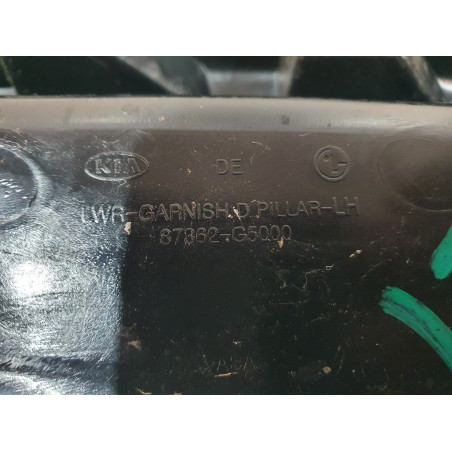 KIA DE LG
LWR-GARNISH.D.PILLAR-LH
87362-G5000